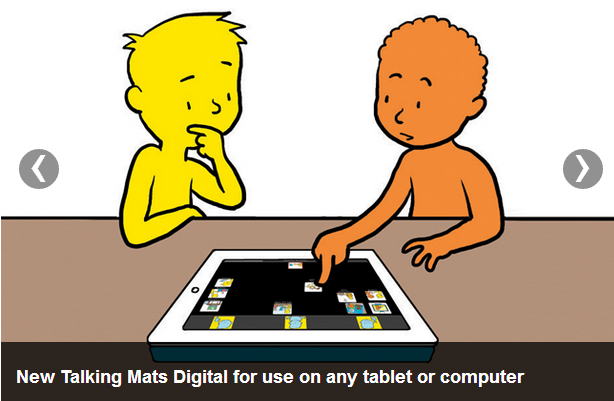 New Talking Mats Digital for use on any tablet or computer